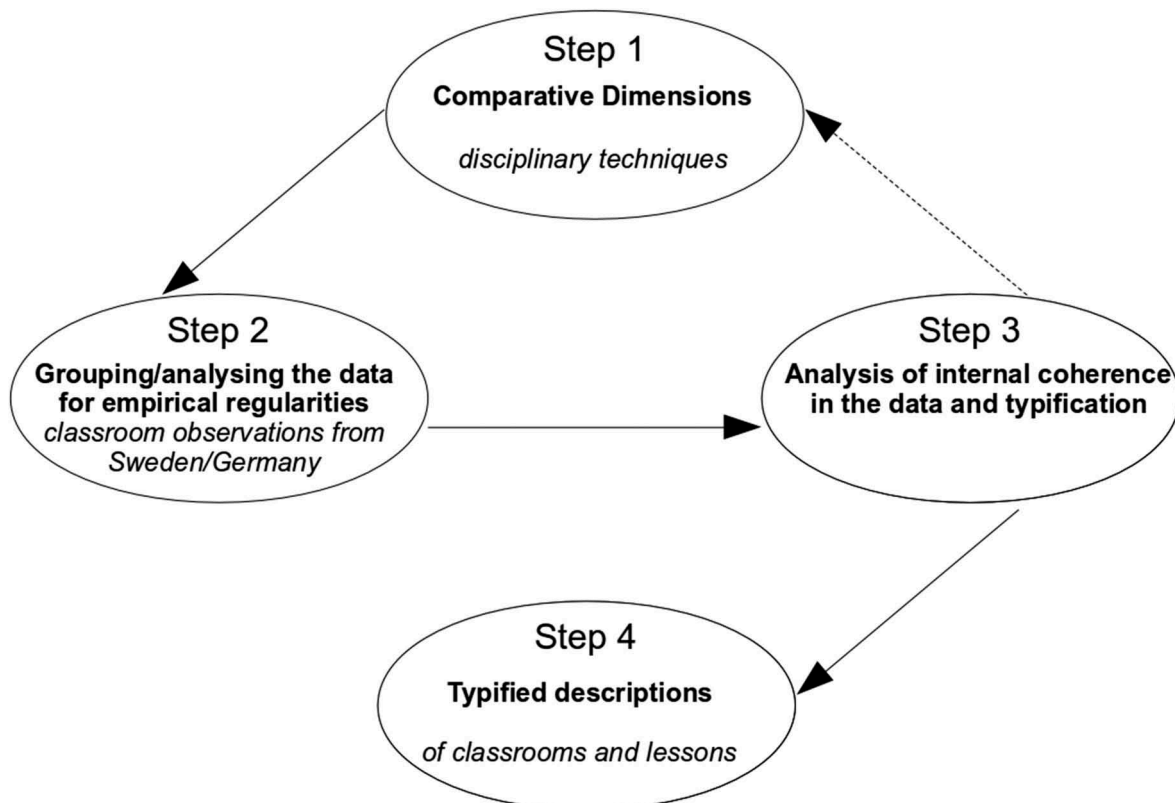 Step 1
Comparative Dimensions
disciplinary techniques
Step 2
Grouping/analysing the data
for empirical regularities
classroom observations from
Sweden/Germany
Step 3
Analysis of internal coherence
in the data and typification
Step 4
Typified descriptions
of classrooms and lessons